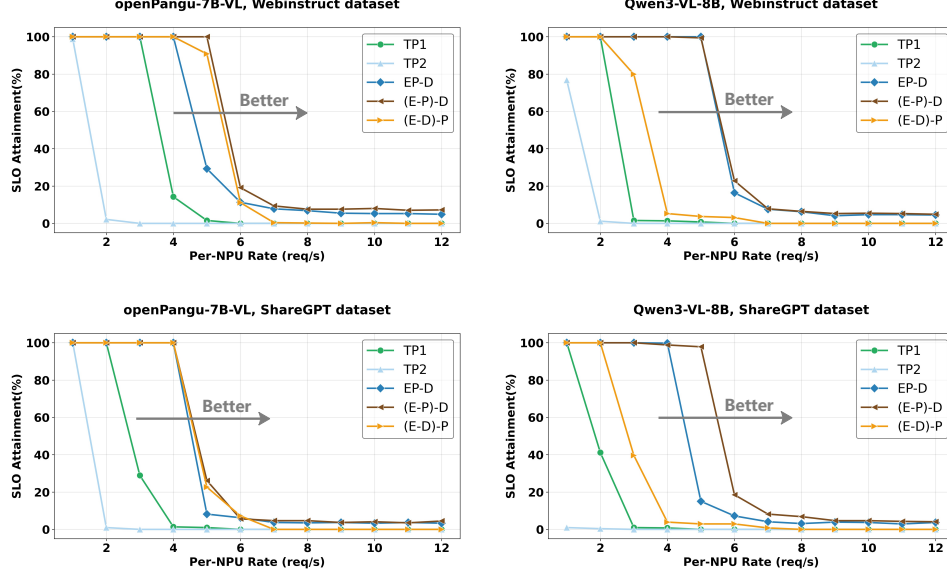 openPangu-7B-VL, Webinstruct dataset
SLO Attainment(%)
100
80
60
40
20
0
Better
TP1
TP2
EP-D
(E-P)-D
(E-D)-P
2 4 6 8 10 12
Per-NPU Rate (req/s)
Qwen3-VL-8B, Webinstruct dataset
SLO Attainment(%)
100
80
60
40
20
0
Better
TP1
TP2
EP-D
(E-P)-D
(E-D)-P
2 4 6 8 10 12
Per-NPU Rate (req/s)
openPangu-7B-VL, ShareGPT dataset
SLO Attainment(%)
100
80
60
40
20
0
Better
TP1
TP2
EP-D
(E-P)-D
(E-D)-P
2 4 6 8 10 12
Per-NPU Rate (req/s)
Qwen3-VL-8B, ShareGPT dataset
SLO Attainment(%)
100
80
60
40
20
0
Better
TP1
TP2
EP-D
(E-P)-D
(E-D)-P
2 4 6 8 10 12
Per-NPU Rate (req/s)